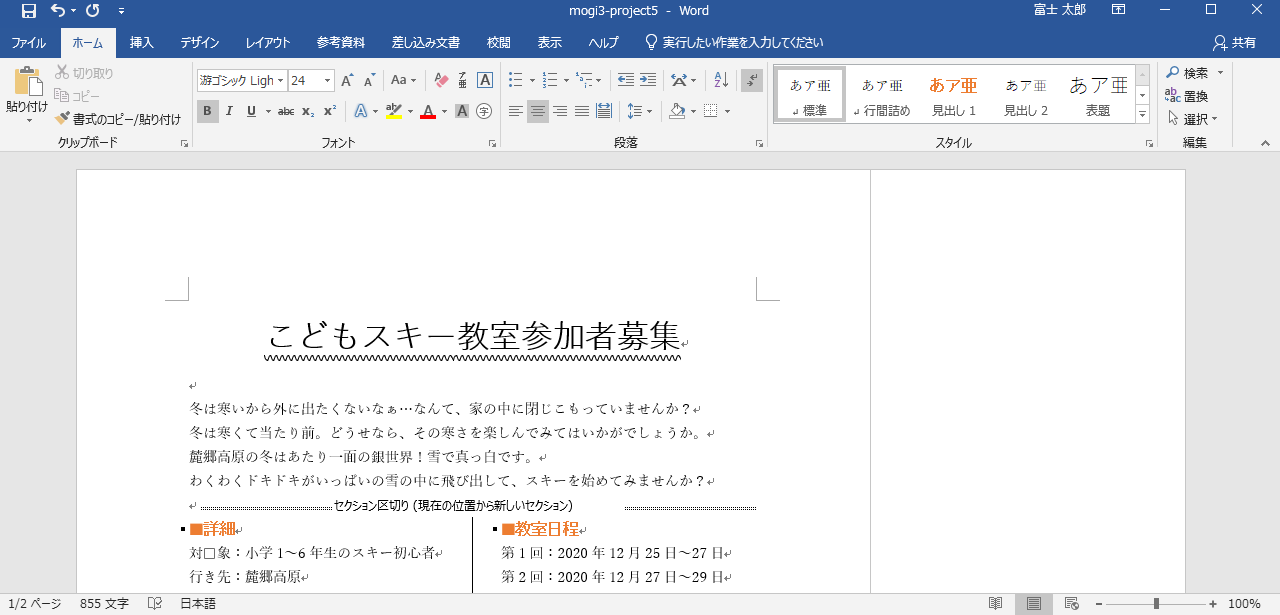 mogi3-project5 - Word
富士 太郎
ファイル ホーム 挿入 デザイン レイアウト 参考資料 差し込み文書 校閲 表示 ヘルプ 実行したい作業を入力してください 共有
貼り付け
切り取り
コピー
書式のコピー/貼り付け
クリップボード
游ゴシック Ligh 24 A A Aa A 亜 A
B I U abc x₂ x² A ab A A 字
フォント
段落
あア亜 あア亜 あア亜 あア亜 あア亜
↲ 標準 ↲ 行間詰め 見出し 1 見出し 2 表題
スタイル
検索
置換
選択
編集
こどもスキー教室参加者募集↲
↲
冬は寒いから外に出たくないなぁ…なんて、家の中に閉じこもっていませんか?↲
冬は寒くて当たり前。どうせなら、その寒さを楽しんでみてはいかがでしょうか。↲
麓郷高原の冬はあたり一面の銀世界!雪で真っ白です。↲
わくわくドキドキがいっぱいの雪の中に飛び出して、スキーを始めてみませんか?↲
セクション区切り (現在の位置から新しいセクション)
■詳細↲
対□象:小学 1~6 年生のスキー初心者↲
行き先:麓郷高原↲
■教室日程↲
第 1 回:2020 年 12 月 25 日~27 日↲
第 2 回:2020 年 12 月 27 日~29 日↲
1/2 ページ 855 文字 日本語 100%